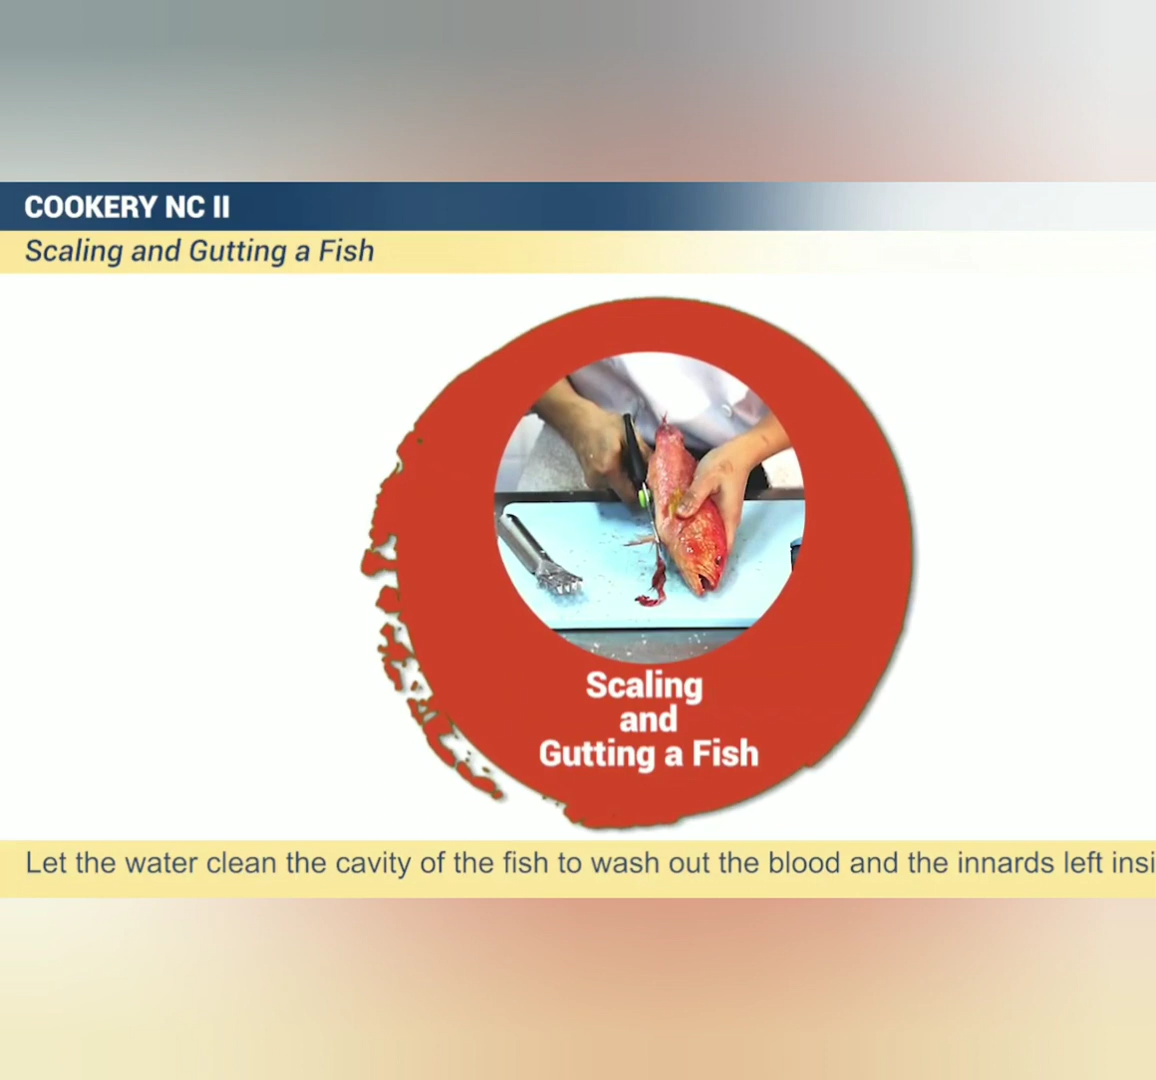 COOKERY NC II
Scaling and Gutting a Fish
Scaling
and
Gutting a Fish
Let the water clean the cavity of the fish to wash out the blood and the innards left insi